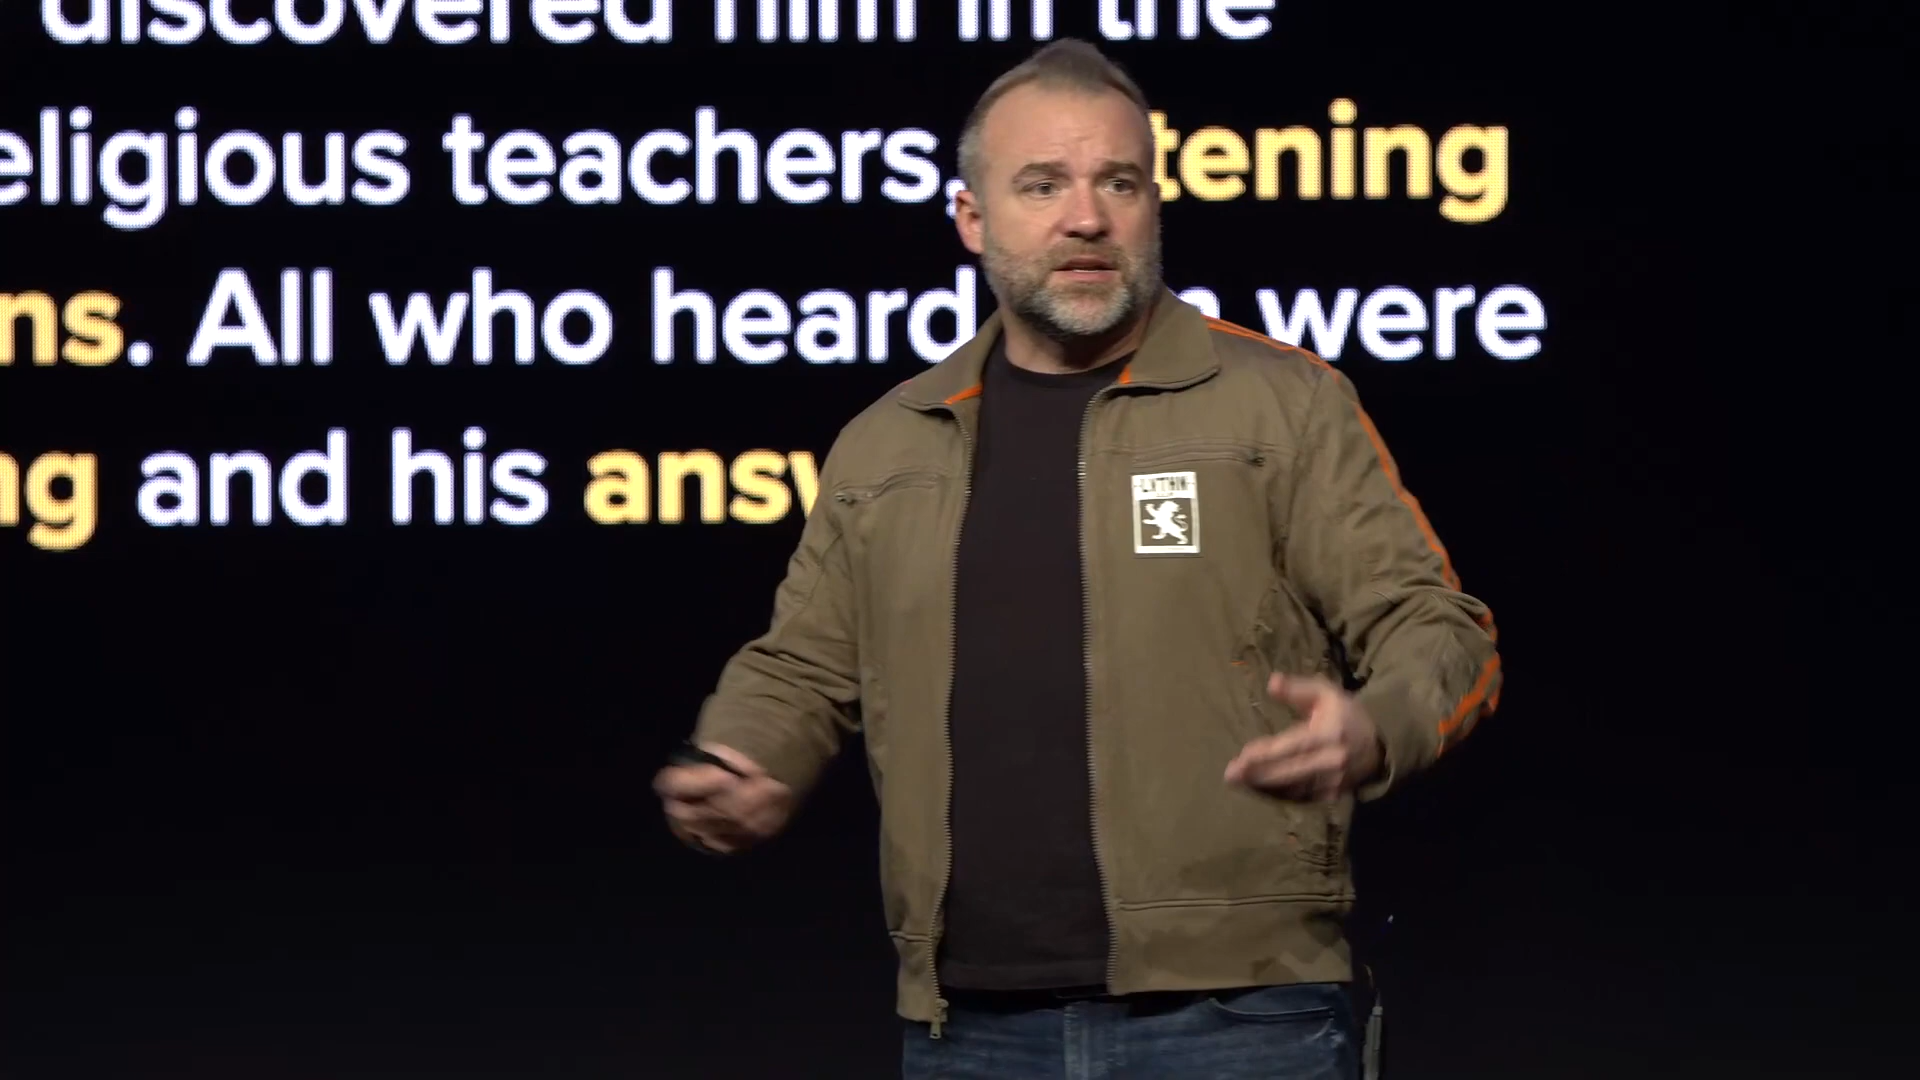 discovered him in the
eligious teachers, tening
ns. All who heard were
ng and his answ